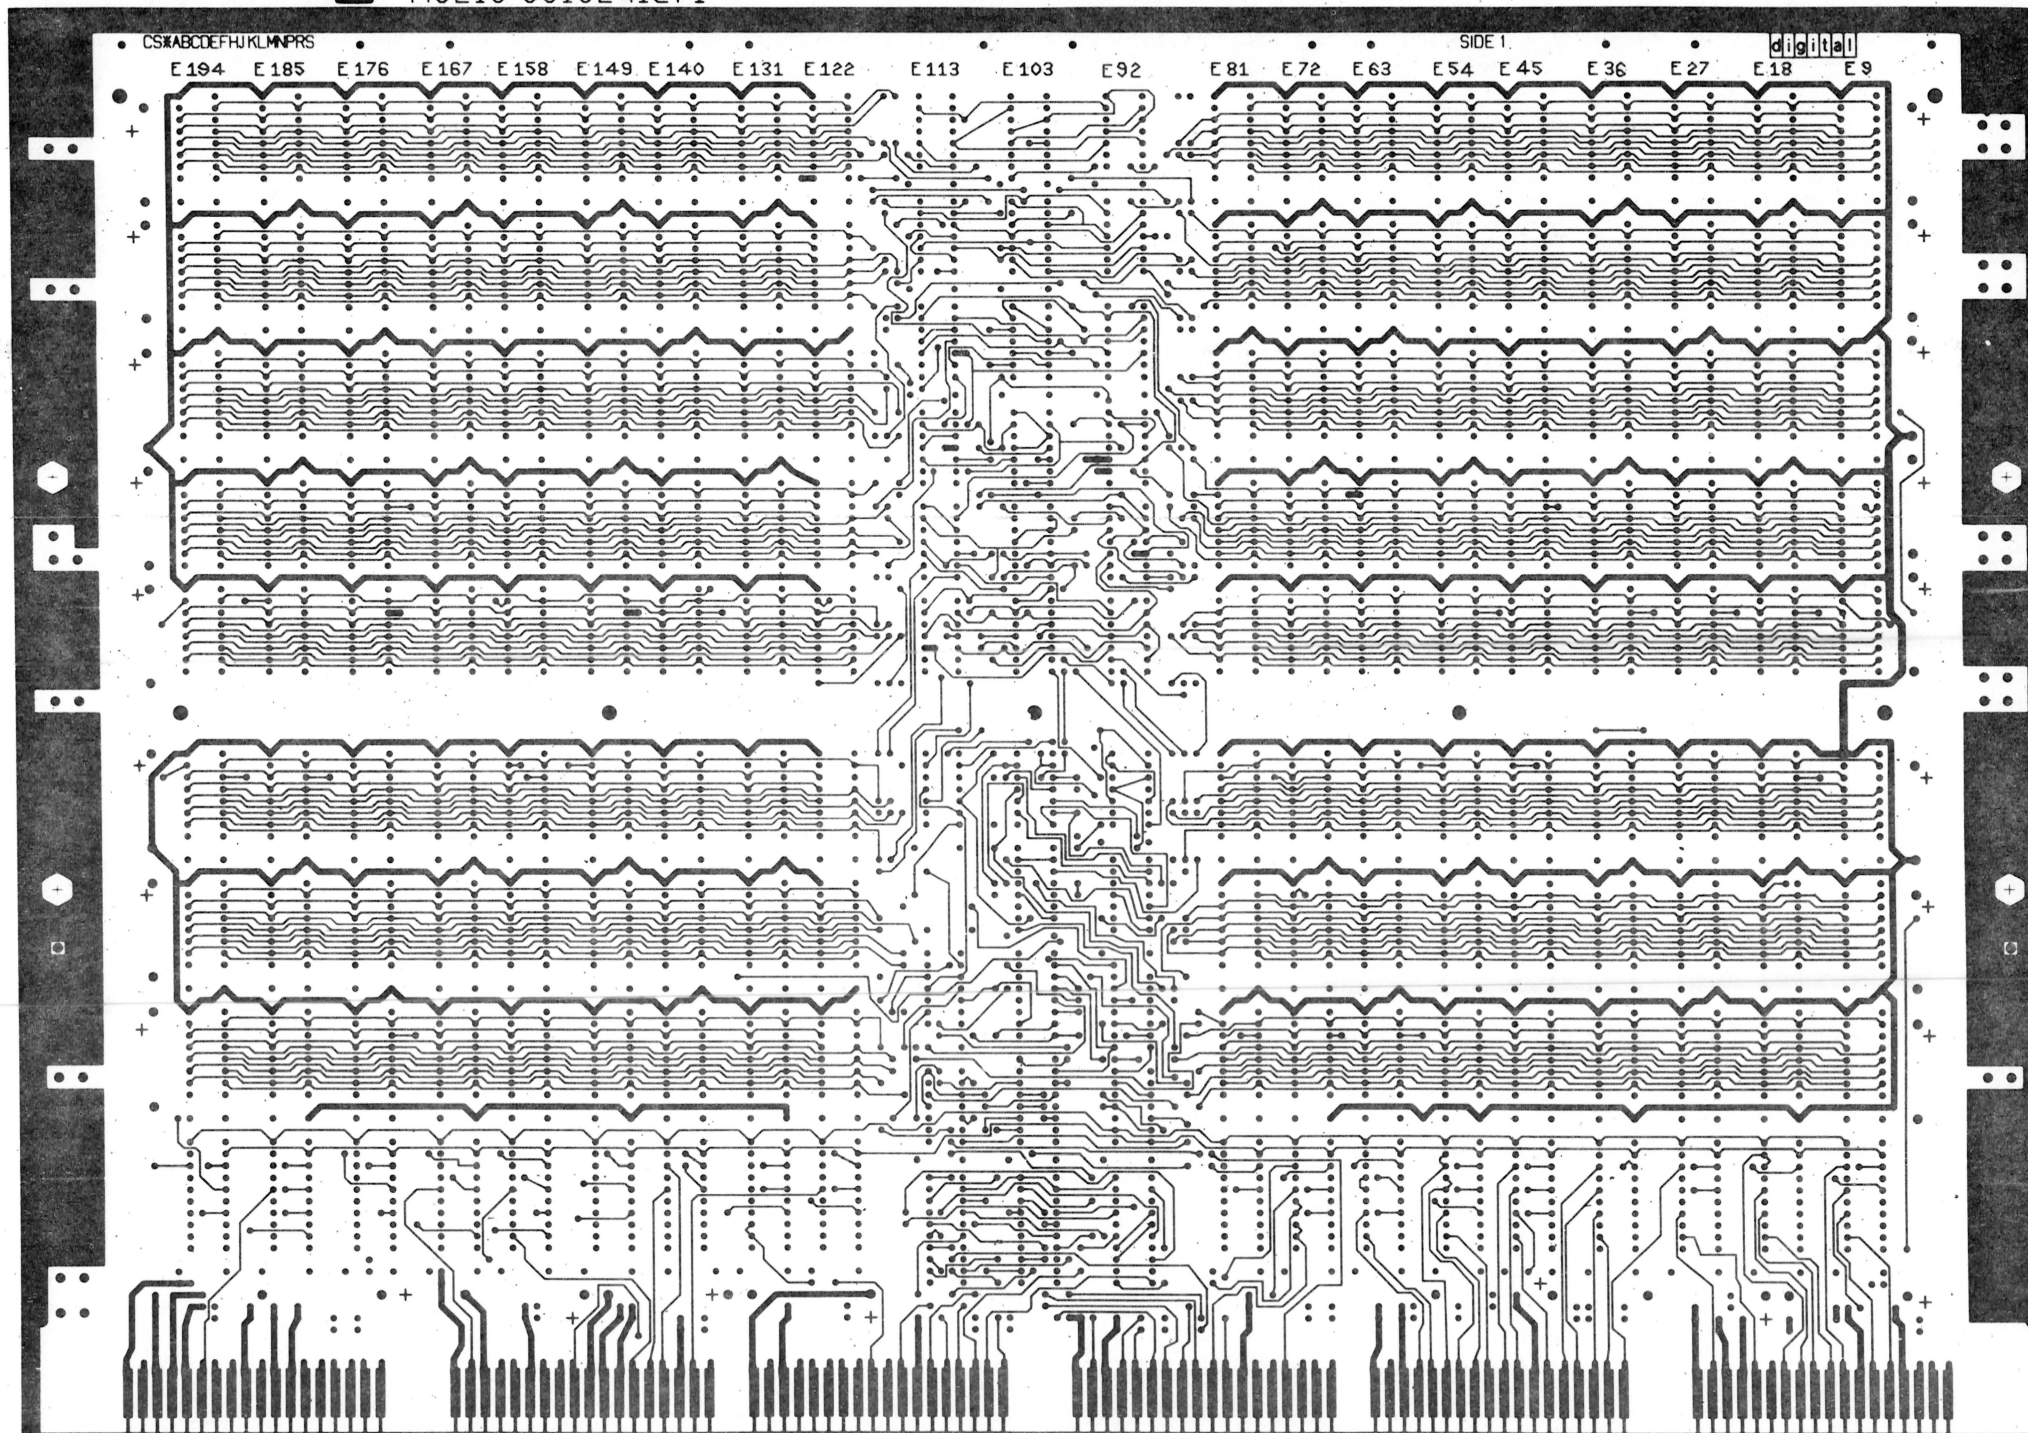 CS*ABCDEFHJKLMNPRS
SIDE 1
digital
E194 E185 E176 E167 E158 E149 E140 E131 E122 E113 E103 E92 E81 E72 E63 E54 E45 E36 E27 E18 E9